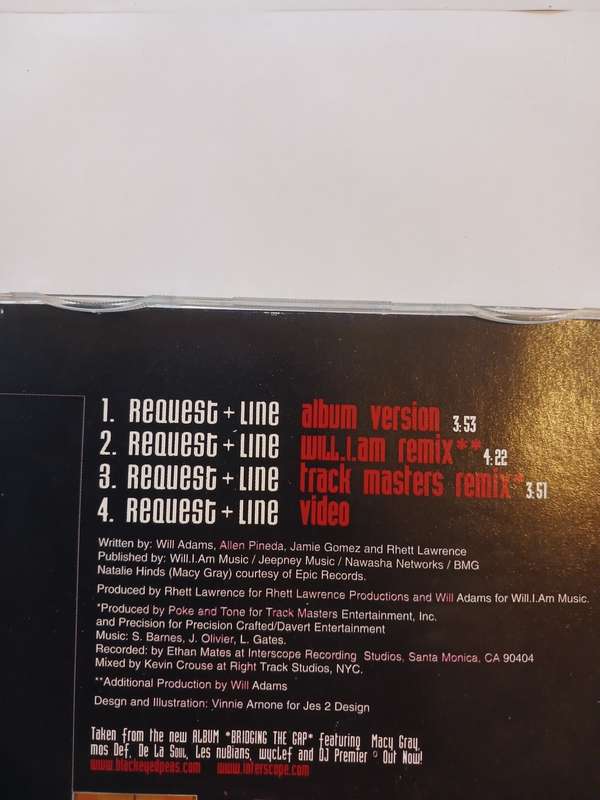 1. Request + Line album version 3:53
2. Request + Line will.i.am remix** 4:22
3. Request + Line track masters remix* 3:51
4. Request + Line video
Written by: Will Adams, Allen Pineda, Jamie Gomez and Rhett Lawrence
Published by: Will.I.Am Music / Jeepney Music / Nawasha Networks / BMG
Natalie Hinds (Macy Gray) courtesy of Epic Records.
Produced by Rhett Lawrence for Rhett Lawrence Productions and Will Adams for Will.I.Am Music.
*Produced by Poke and Tone for Track Masters Entertainment, Inc.
and Precision for Precision Crafted/Davert Entertainment
Music: S. Barnes, J. Olivier, L. Gates.
Recorded: by Ethan Mates at Interscope Recording Studios, Santa Monica, CA 90404
Mixed by Kevin Crouse at Right Track Studios, NYC.
**Additional Production by Will Adams
Desgn and Illustration: Vinnie Arnone for Jes 2 Design
Taken from the new ALBUM *BRIDGING THE GAP* featuring Macy Gray,
mos Def, De La Soul, Les nuBians, wyclef and DJ Premier ° Out Now!
www.blackeyedpeas.com www.interscope.com